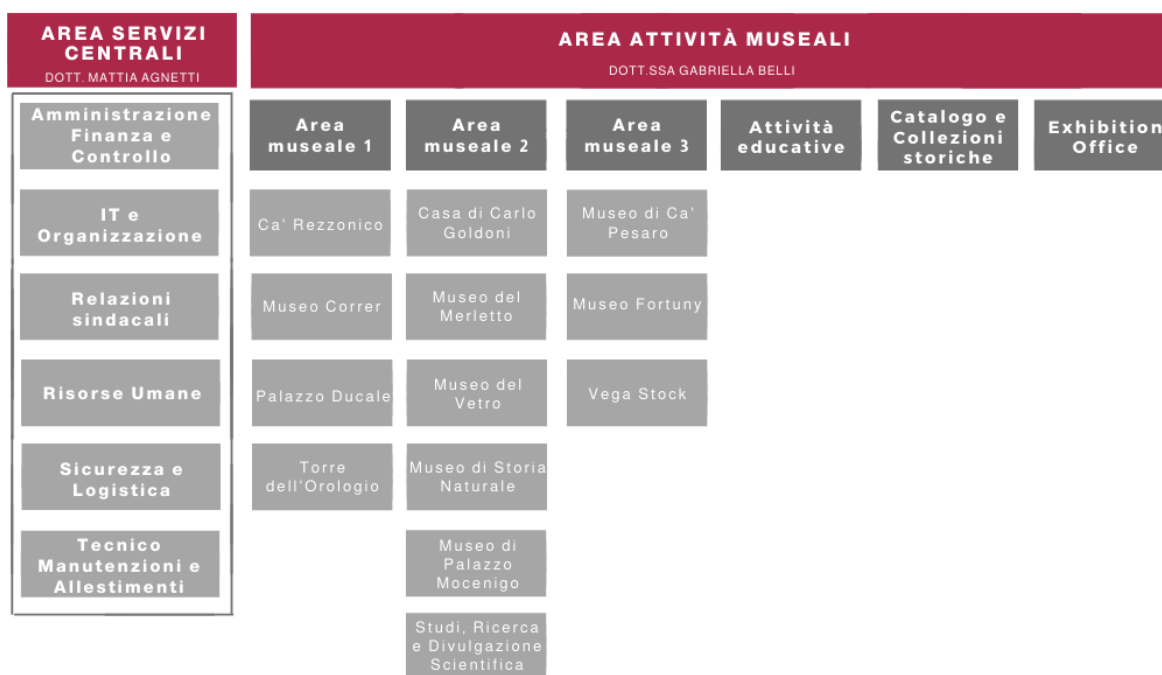 AREA SERVIZI
CENTRALI
DOTT. MATTIA AGNETTI
Amministrazione
Finanza e
Controllo
IT e
Organizzazione
Relazioni
sindacali
Risorse Umane
Sicurezza e
Logistica
Tecnico
Manutenzioni e
Allestimenti
AREA ATTIVITÀ MUSEALI
DOTT.SSA GABRIELLA BELLI
Area
museale 1
Ca' Rezzonico
Museo Correr
Palazzo Ducale
Torre
dell'Orologio
Area
museale 2
Casa di Carlo
Goldoni
Museo del
Merletto
Museo del
Vetro
Museo di Storia
Naturale
Museo di
Palazzo
Mocenigo
Studi, Ricerca
e Divulgazione
Scientifica
Area
museale 3
Museo di Ca'
Pesaro
Museo Fortuny
Vega Stock
Attività
educative
Catalogo e
Collezioni
storiche
Exhibition
Office